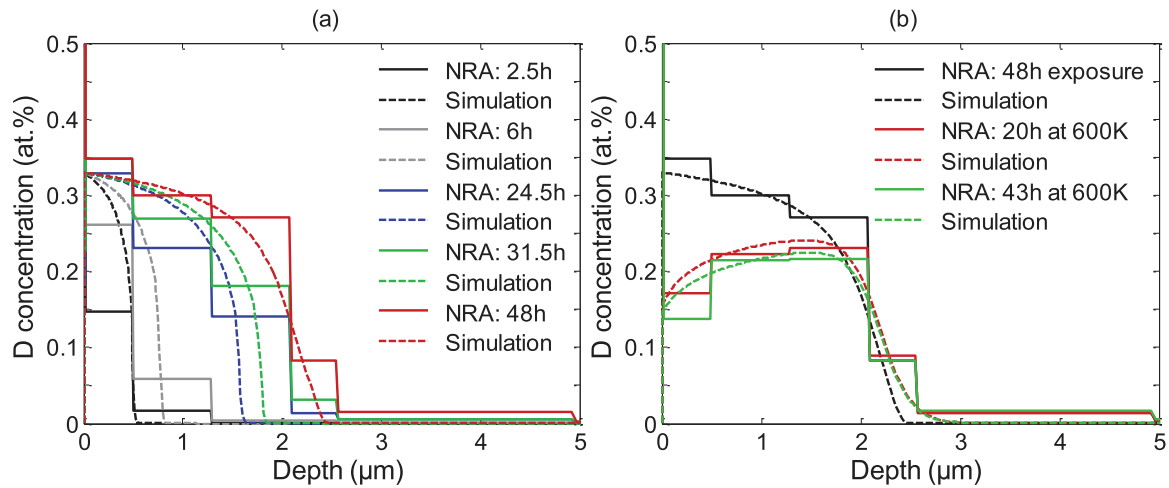 (a)
0.5
0.4
0.3
0.2
0.1
0
D concentration (at.%)
NRA: 2.5h
Simulation
NRA: 6h
Simulation
NRA: 24.5h
Simulation
NRA: 31.5h
Simulation
NRA: 48h
Simulation
0 1 2 3 4 5
Depth (µm)
(b)
0.5
0.4
0.3
0.2
0.1
0
D concentration (at.%)
NRA: 48h exposure
Simulation
NRA: 20h at 600K
Simulation
NRA: 43h at 600K
Simulation
0 1 2 3 4 5
Depth (µm)